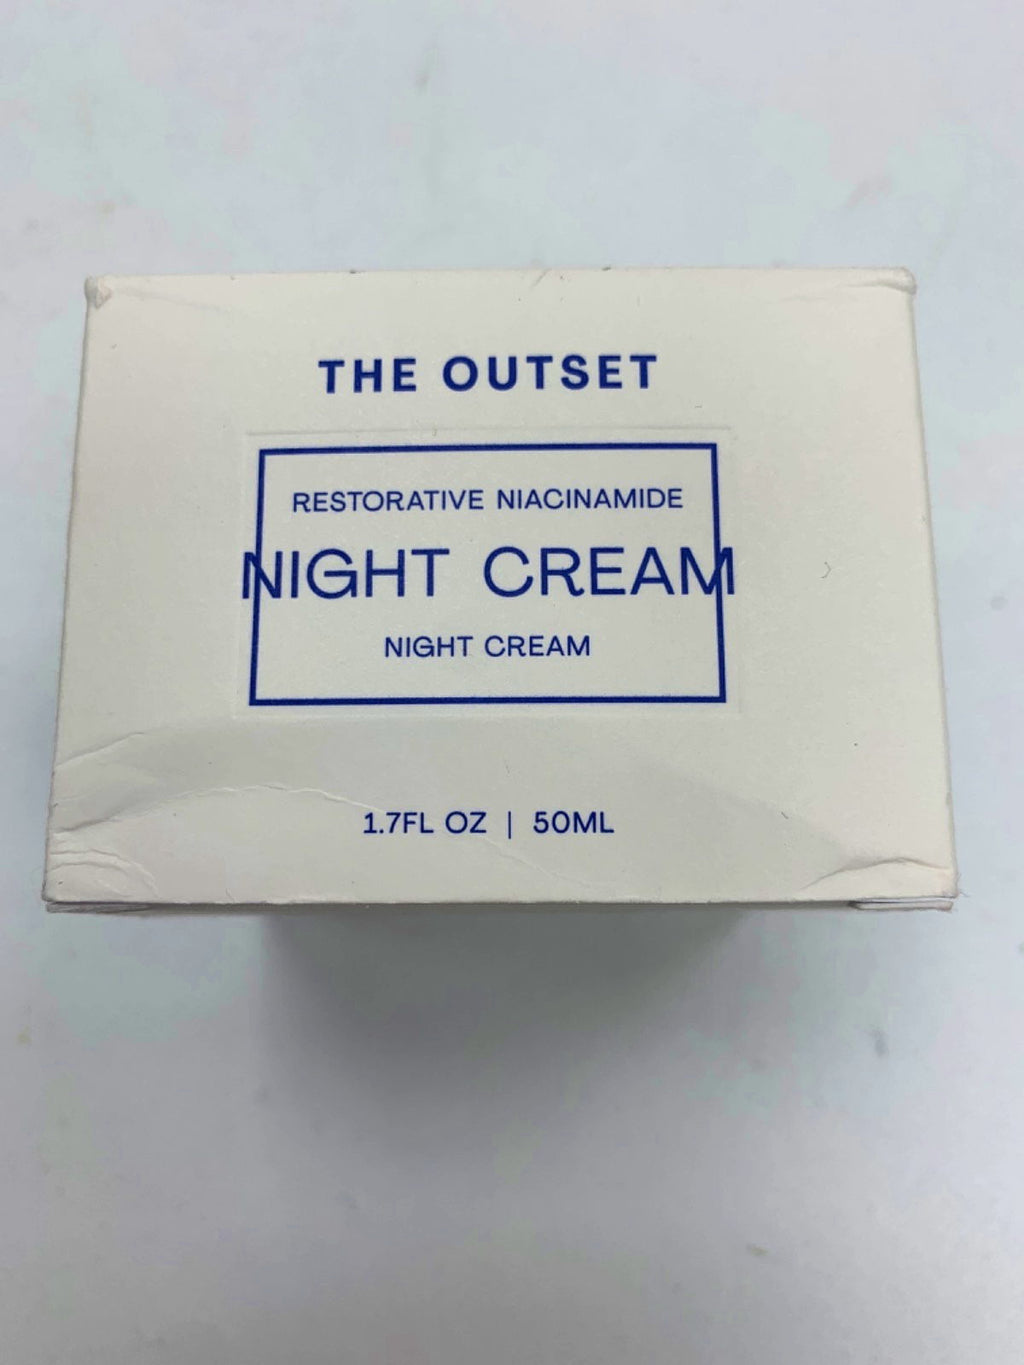 THE OUTSET
RESTORATIVE NIACINAMIDE
NIGHT CREAM
NIGHT CREAM
1.7FL OZ | 50ML